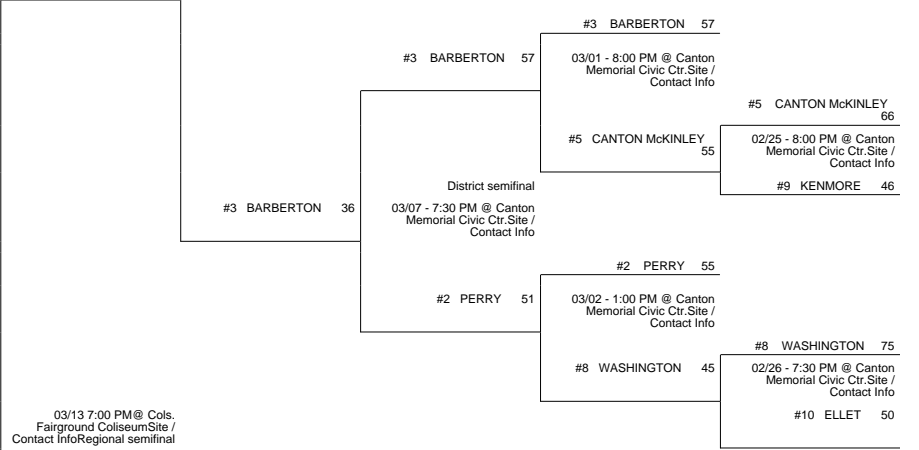 #3 BARBERTON 57
#3 BARBERTON 57
03/01 - 8:00 PM @ Canton
Memorial Civic Ctr.Site /
Contact Info
#5 CANTON McKINLEY
66
#5 CANTON McKINLEY
55
02/25 - 8:00 PM @ Canton
Memorial Civic Ctr.Site /
Contact Info
#9 KENMORE 46
District semifinal
#3 BARBERTON 36
03/07 - 7:30 PM @ Canton
Memorial Civic Ctr.Site /
Contact Info
#2 PERRY 55
#2 PERRY 51
03/02 - 1:00 PM @ Canton
Memorial Civic Ctr.Site /
Contact Info
#8 WASHINGTON 75
#8 WASHINGTON 45
02/26 - 7:30 PM @ Canton
Memorial Civic Ctr.Site /
Contact Info
#10 ELLET 50
03/13 7:00 PM@ Cols.
Fairground ColiseumSite /
Contact InfoRegional semifinal